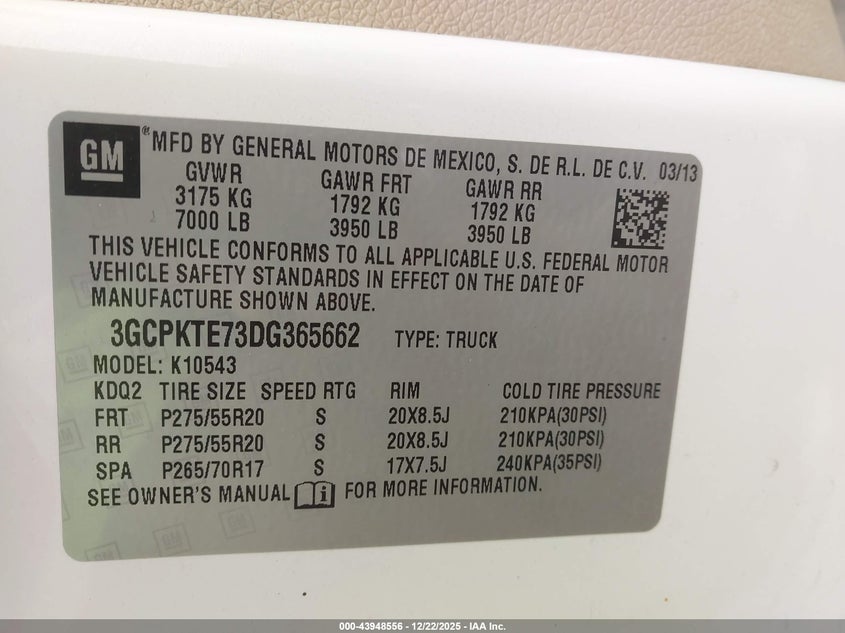 GM
® MFD BY GENERAL MOTORS DE MEXICO, S. DE R.L. DE C.V. 03/13
GVWR GAWR FRT GAWR RR
3175 KG 1792 KG 1792 KG
7000 LB 3950 LB 3950 LB
THIS VEHICLE CONFORMS TO ALL APPLICABLE U.S. FEDERAL MOTOR
VEHICLE SAFETY STANDARDS IN EFFECT ON THE DATE OF
MANUFACTURE SHOWN ABOVE.
3GCPKTE73DG365662 TYPE: TRUCK
MODEL: K10543
KDQ2 TIRE SIZE SPEED RTG RIM COLD TIRE PRESSURE
FRT P275/55R20 S 20X8.5J 210KPA(30PSI)
RR P275/55R20 S 20X8.5J 210KPA(30PSI)
SPA P265/70R17 S 17X7.5J 240KPA(35PSI)
SEE OWNER'S MANUAL FOR MORE INFORMATION.
000-43948556 - 12/22/2025 - IAA Inc.